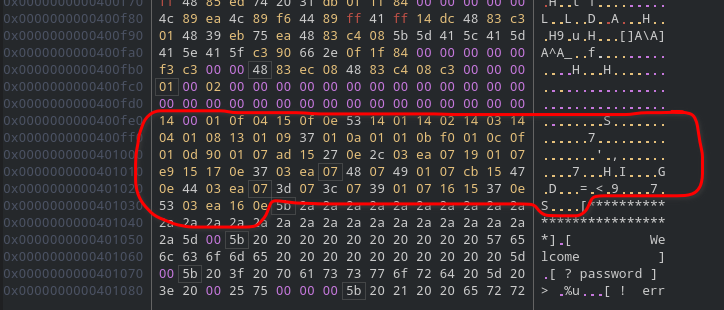 ff 48 85 ed 74 20 31 db 0f 1f 84 00 00 00 00 00 .H..t 1.........
0x0000000000400f80 4c 89 ea 4c 89 f6 44 89 ff 41 ff 14 dc 48 83 c3 L..L..D..A...H..
0x0000000000400f90 01 48 39 eb 75 ea 48 83 c4 08 5b 5d 41 5c 41 5d .H9.u.H...[]A\A]
0x0000000000400fa0 41 5e 41 5f c3 90 66 2e 0f 1f 84 00 00 00 00 00 A^A_..f.........
0x0000000000400fb0 f3 c3 00 00 48 83 ec 08 48 83 c4 08 c3 00 00 00 ....H...H.......
0x0000000000400fc0 01 00 02 00 00 00 00 00 00 00 00 00 00 00 00 00 ................
0x0000000000400fd0 00 00 00 00 00 00 00 00 00 00 00 00 00 00 00 00 ................
0x0000000000400fe0 14 00 01 0f 04 15 0f 0e 53 14 01 14 02 14 03 14 ........S.......
0x0000000000400ff0 04 01 08 13 01 09 37 01 0a 01 01 0b f0 01 0c 0f ......7.........
0x0000000000401000 01 0d 90 01 07 ad 15 27 0e 2c 03 ea 07 19 01 07 .......'.,......
0x0000000000401010 e9 15 17 0e 37 03 ea 07 48 07 49 01 07 cb 15 47 ....7...H.I....G
0x0000000000401020 0e 44 03 ea 07 3d 07 3c 07 39 01 07 16 15 37 0e .D...=.<.9....7.
0x0000000000401030 53 03 ea 16 0e 5b 2a 2a 2a 2a 2a 2a 2a 2a 2a 2a S....[**********
0x0000000000401040 2a 2a 2a 2a 2a 2a 2a 2a 2a 2a 2a 2a 2a 2a 2a 2a ****************
0x0000000000401050 2a 5d 00 5b 20 20 20 20 20 20 20 20 20 20 57 65 *].[          We
0x0000000000401060 6c 63 6f 6d 65 20 20 20 20 20 20 20 20 20 20 5d lcome          ]
0x0000000000401070 00 5b 20 3f 20 70 61 73 73 77 6f 72 64 20 5d 20 .[ ? password ]
0x0000000000401080 3e 20 00 25 75 00 00 00 5b 20 21 20 20 65 72 72 > .%u...[ !  err